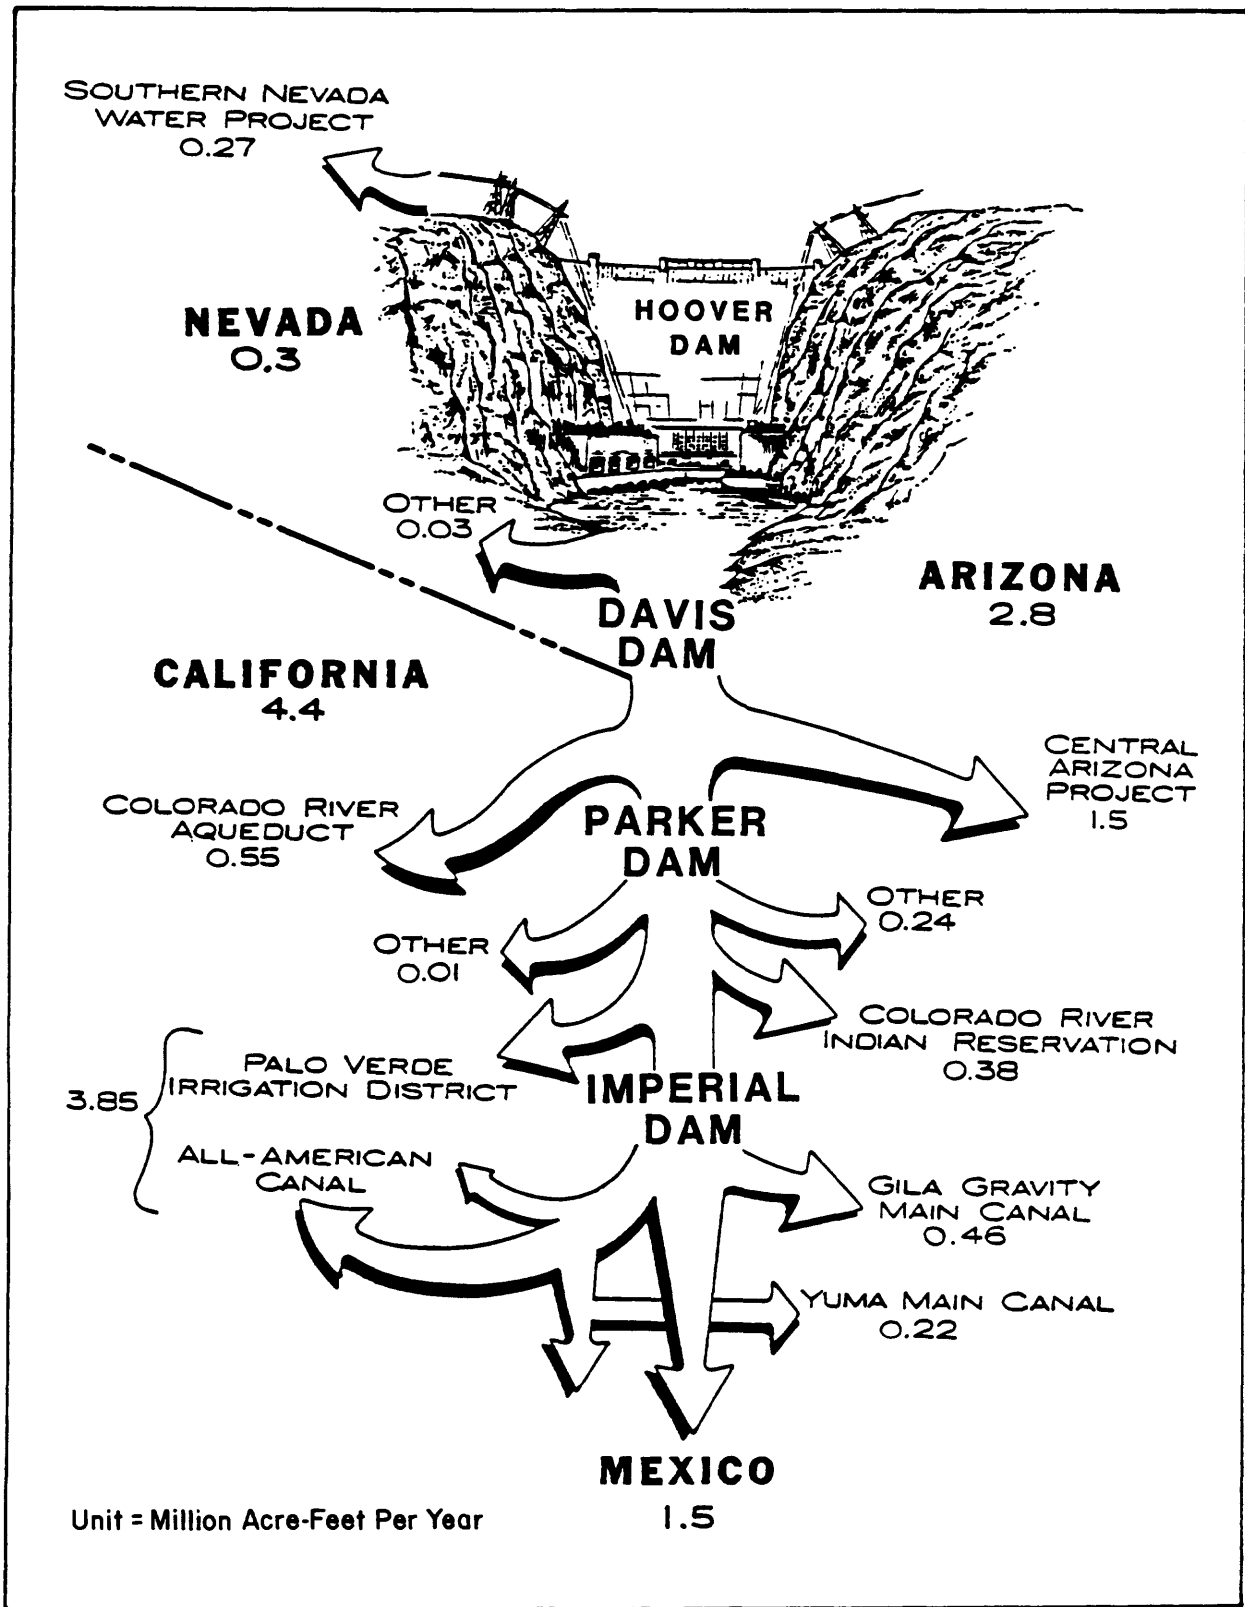 SOUTHERN NEVADA
WATER PROJECT
0.27
HOOVER
DAM
NEVADA
0.3
OTHER
0.03
ARIZONA
2.8
DAVIS
DAM
CALIFORNIA
4.4
CENTRAL
ARIZONA
PROJECT
1.5
COLORADO RIVER
AQUEDUCT
0.55
PARKER
DAM
OTHER
0.24
OTHER
0.01
COLORADO RIVER
INDIAN RESERVATION
0.38
PALO VERDE
IRRIGATION DISTRICT
3.85
IMPERIAL
DAM
ALL-AMERICAN
CANAL
GILA GRAVITY
MAIN CANAL
0.46
YUMA MAIN CANAL
0.22
MEXICO
1.5
Unit = Million Acre-Feet Per Year